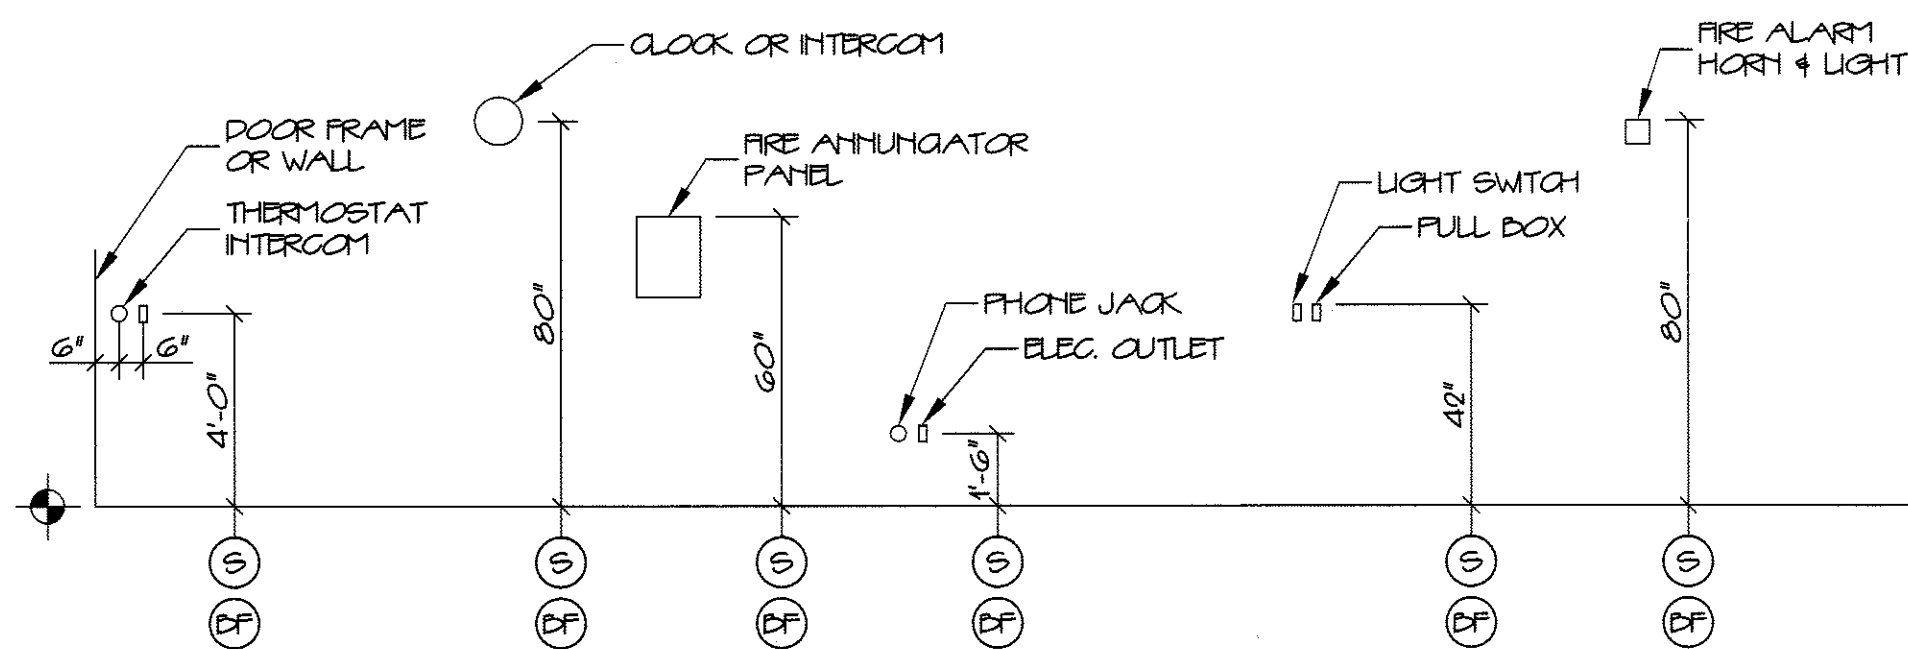 CLOCK OR INTERCOM
FIRE ALARM
HORN & LIGHT
DOOR FRAME
OR WALL
FIRE ANNUNCIATOR
PANEL
LIGHT SWITCH
PULL BOX
THERMOSTAT
INTERCOM
PHONE JACK
ELEC. OUTLET
6"
6"
4'-0"
80"
60"
1'-6"
42"
80"
S
S
S
S
S
S
BF
BF
BF
BF
BF
BF